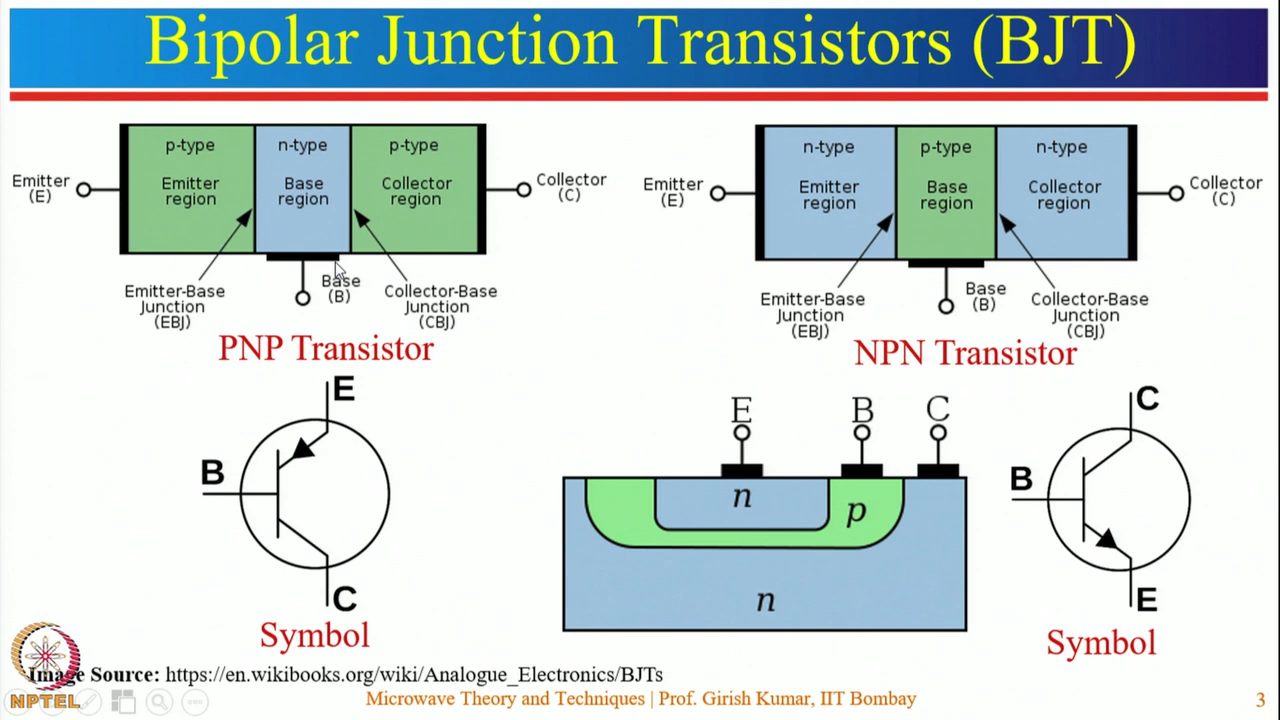 Bipolar Junction Transistors (BJT)
p-type
n-type
p-type
Emitter
region
Base
region
Collector
region
Emitter
(E)
Collector
(C)
Base
(B)
Emitter-Base
Junction
(EBJ)
Collector-Base
Junction
(CBJ)
PNP Transistor
n-type
p-type
n-type
Emitter
region
Base
region
Collector
region
Emitter
(E)
Collector
(C)
Base
(B)
Emitter-Base
Junction
(EBJ)
Collector-Base
Junction
(CBJ)
NPN Transistor
E
B
C
Symbol
E
B
C
n
p
n
C
B
E
Symbol
Image Source: https://en.wikibooks.org/wiki/Analogue_Electronics/BJTs
NPTEL
Microwave Theory and Techniques | Prof. Girish Kumar, IIT Bombay
3